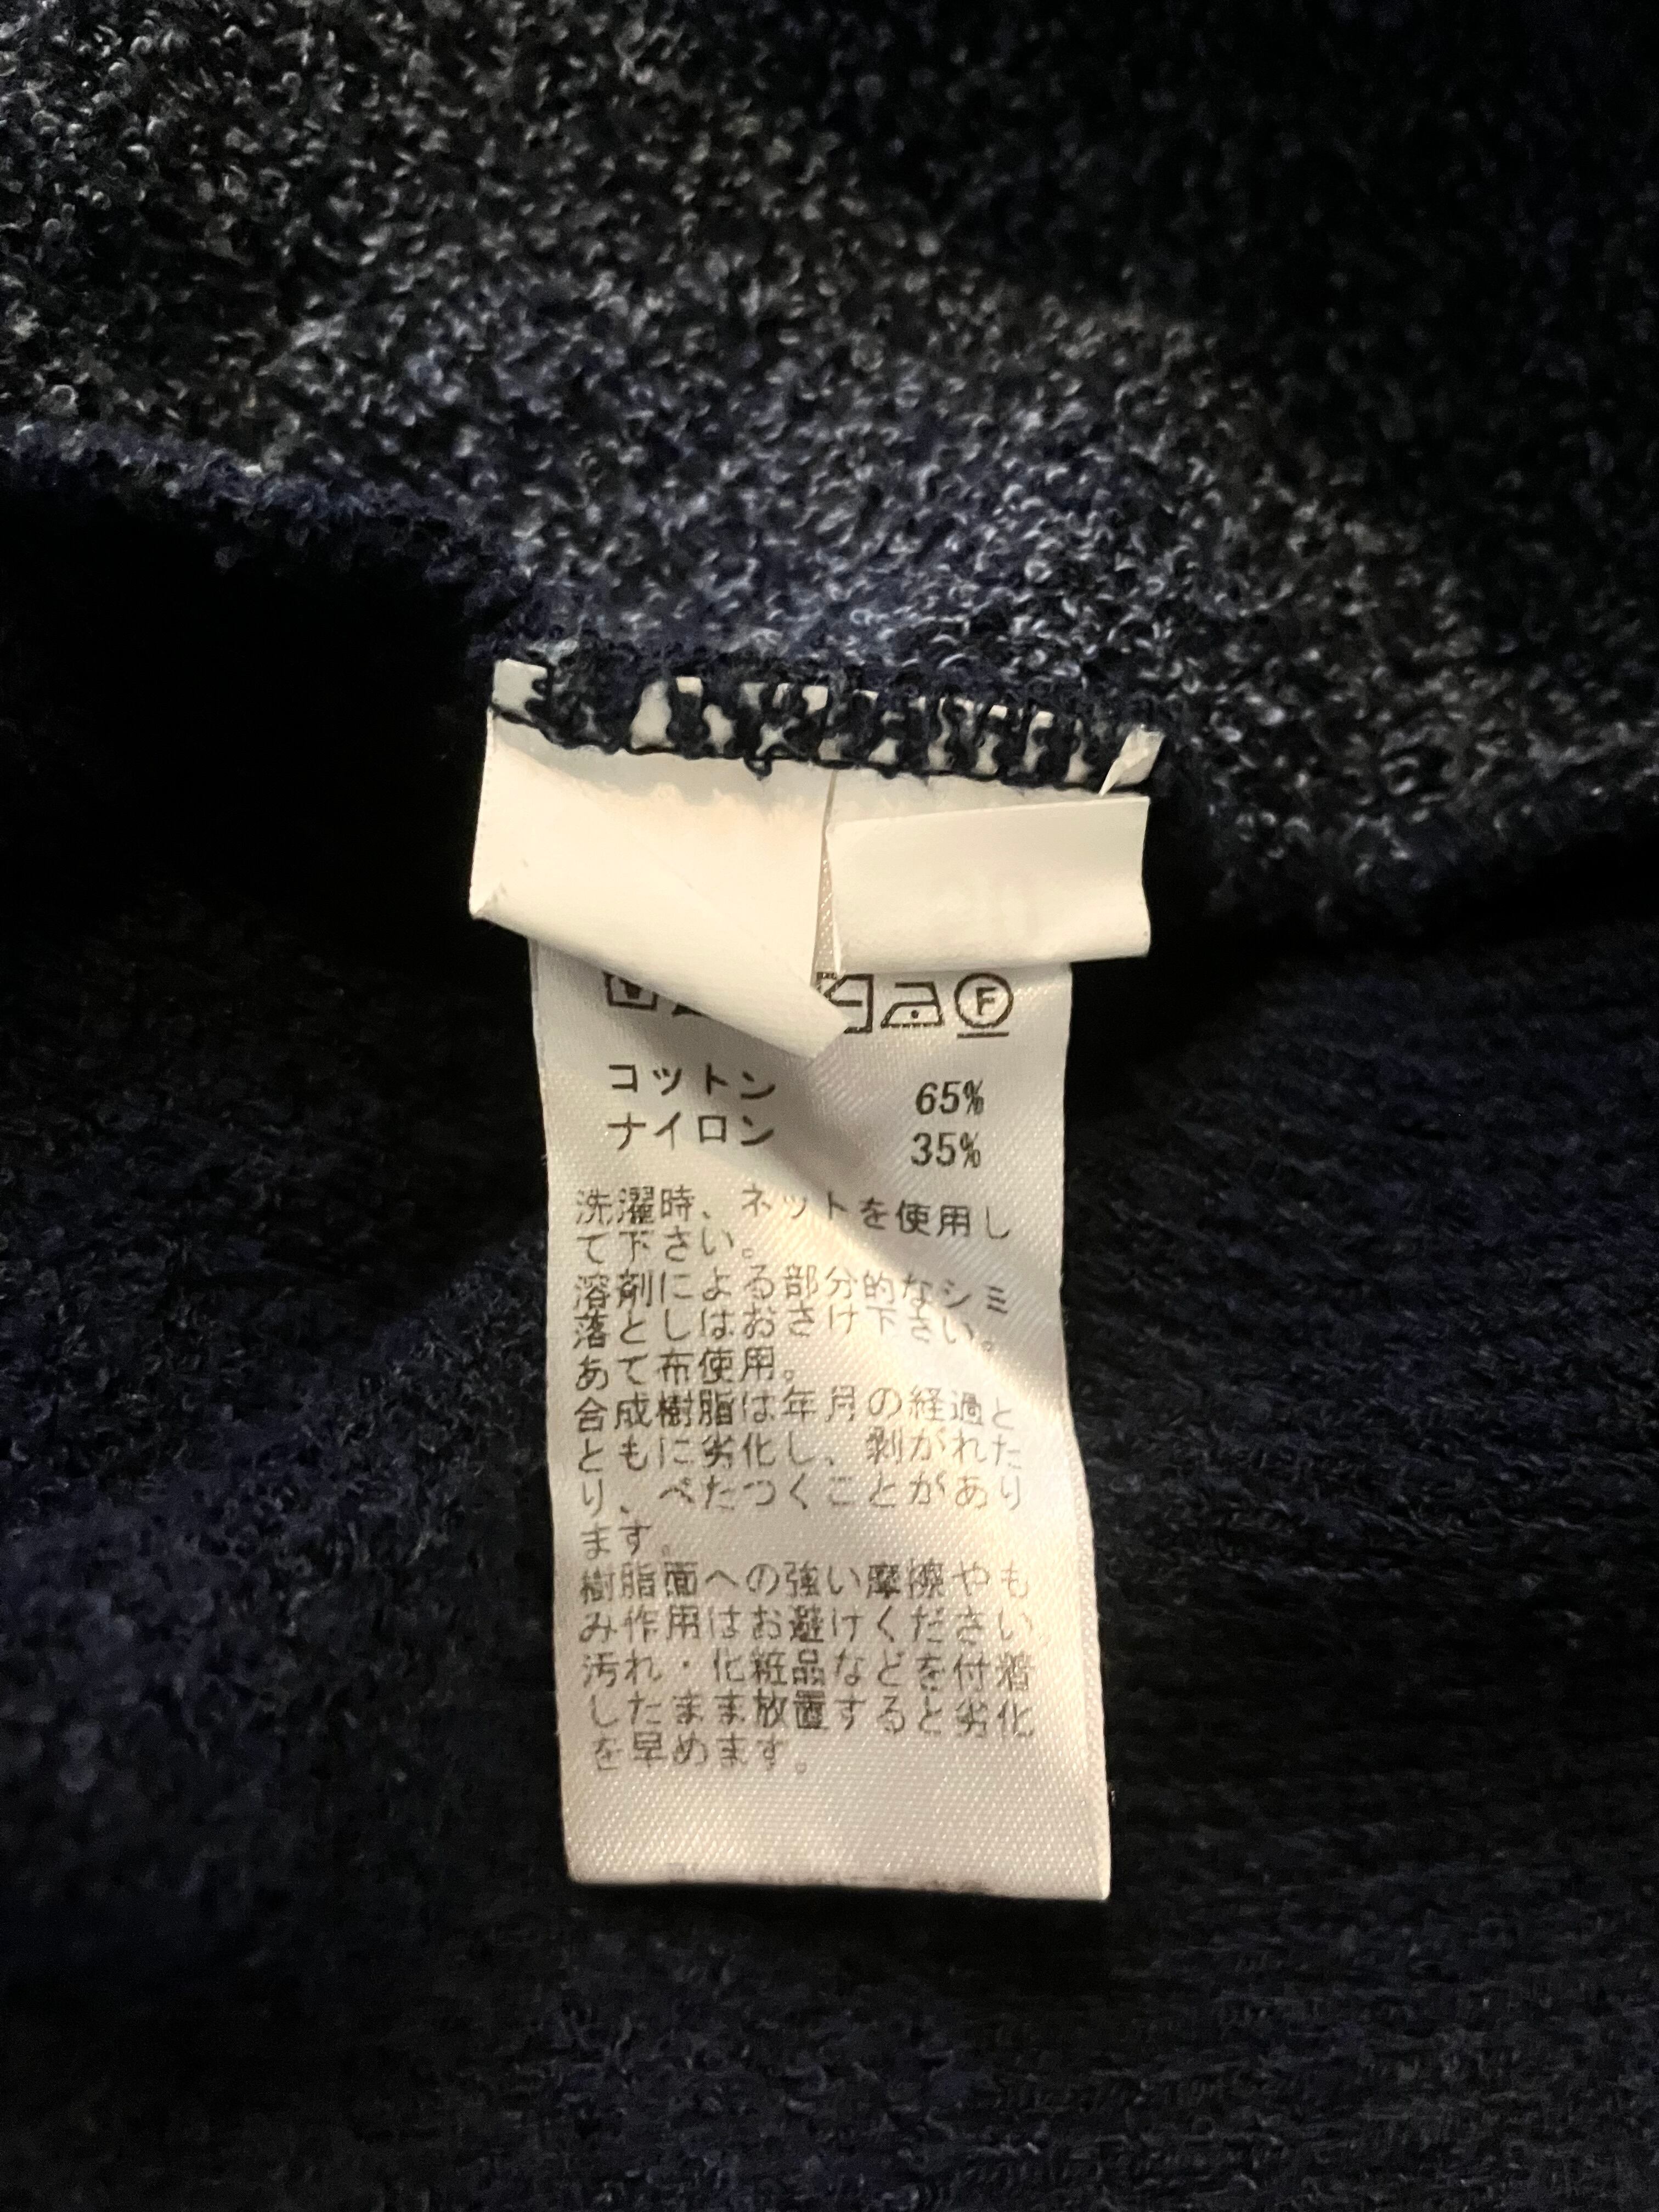 F
コットン 65%
ナイロン 35%
洗濯時、ネットを使用し
て下さい。
溶剤による部分的なシミ
落としはおさけ下さい。
あて布使用。
合成樹脂は年月の経過と
ともに劣化し、剥がれた
り、べたつくことがあり
ます。
樹脂面への強い摩擦やも
み作用はお避けください。
汚れ・化粧品などを付着
したまま放置すると劣化
を早めます。